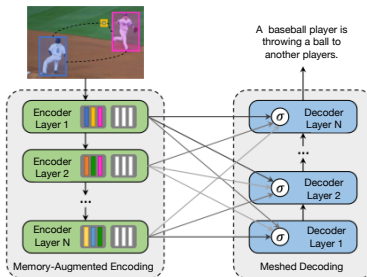 A baseball player is
throwing a ball to
another players.
Encoder
Layer 1
σ
Decoder
Layer N
...
Encoder
Layer 2
σ
Decoder
Layer 2
...
...
Encoder
Layer N
σ
Decoder
Layer 1
Memory-Augmented Encoding
Meshed Decoding